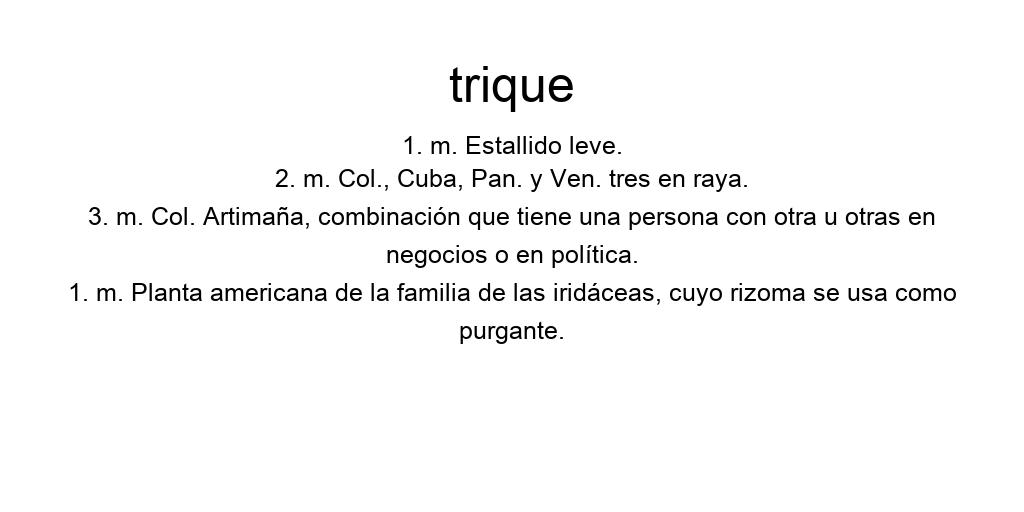 trique
1. m. Estallido leve.
2. m. Col., Cuba, Pan. y Ven. tres en raya.
3. m. Col. Artimaña, combinación que tiene una persona con otra u otras en
negocios o en política.
1. m. Planta americana de la familia de las iridáceas, cuyo rizoma se usa como
purgante.